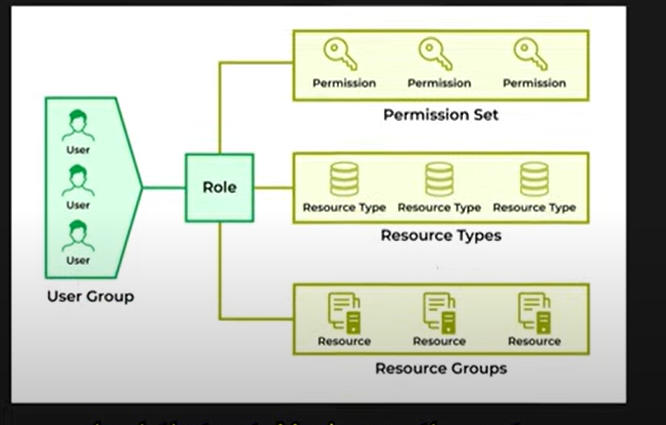 Permission Permission Permission
Permission Set
User
User
User
User Group
Role
Resource Type Resource Type Resource Type
Resource Types
Resource Resource Resource
Resource Groups